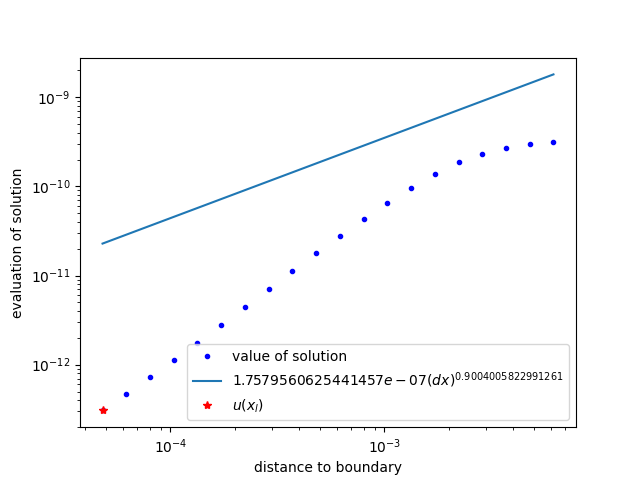 10⁻⁹
10⁻¹⁰
10⁻¹¹
10⁻¹²
evaluation of solution
value of solution
1.7579560625441457e − 07(dx)^0.9004005822991261
u(x_l)
10⁻⁴
10⁻³
distance to boundary